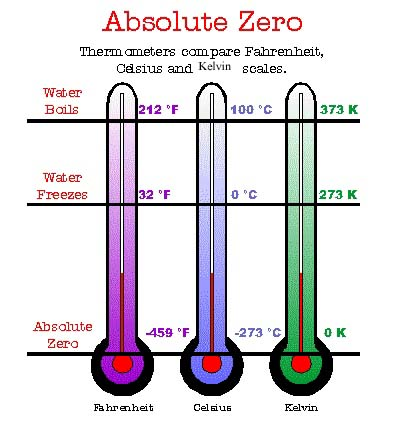 Absolute Zero
Thermometers compare Fahrenheit,
Celsius and Kelvin scales.
Water
Boils
212 °F
100 °C
373 K
Water
Freezes
32 °F
0 °C
273 K
Absolute
Zero
-459 °F
-273 °C
0 K
Fahrenheit
Celsius
Kelvin